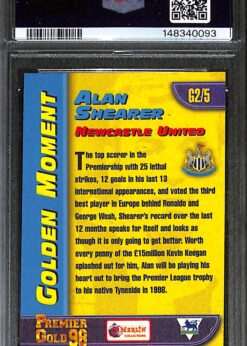 148340093
GOLDEN MOMENT
G2/5
ALAN
SHEARER
NEWCASTLE UNITED
The top scorer in the
Premiership with 25 lethal
strikes, 12 goals in his last 13
international appearances, and voted the third
best player in Europe behind Ronaldo and
George Weah, Shearer's record over the last
12 months speaks for itself and looks as
though it is only going to get better. Worth
every penny of the £15million Kevin Keegan
splashed out for him, Alan will be playing his
heart out to bring the Premier League trophy
to his native Tyneside in 1998.
PREMIER
GOLD 98